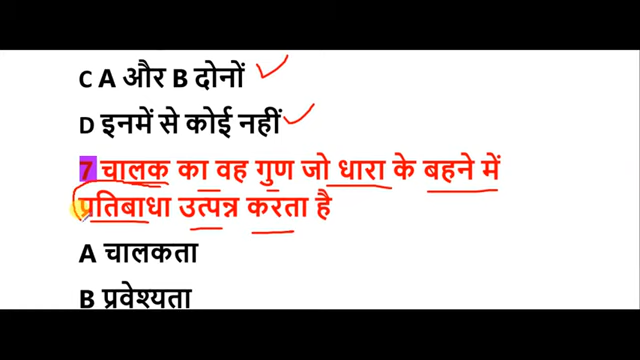 C A और B दोनों
D इनमें से कोई नहीं
7 चालक का वह गुण जो धारा के बहने में
प्रतिबाधा उत्पन्न करता है
A चालकता
B प्रवेश्यता